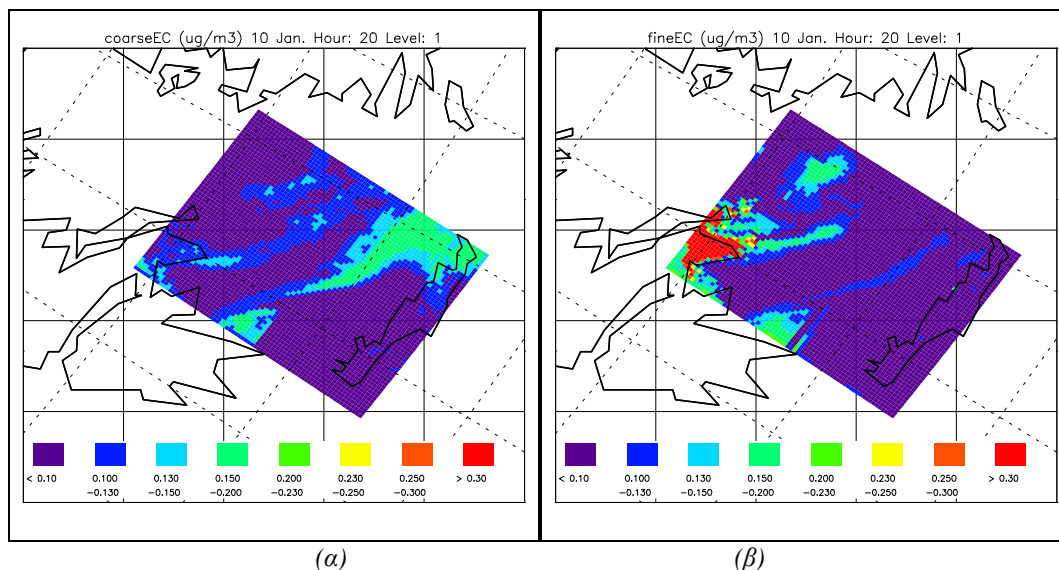 coarseEC (ug/m3) 10 Jan. Hour: 20 Level: 1
< 0.10 0.100 0.130 0.150 0.200 0.230 0.250 > 0.30
-0.130 -0.150 -0.200 -0.230 -0.250 -0.300
(α)
fineEC (ug/m3) 10 Jan. Hour: 20 Level: 1
< 0.10 0.100 0.130 0.150 0.200 0.230 0.250 > 0.30
-0.130 -0.150 -0.200 -0.230 -0.250 -0.300
(β)